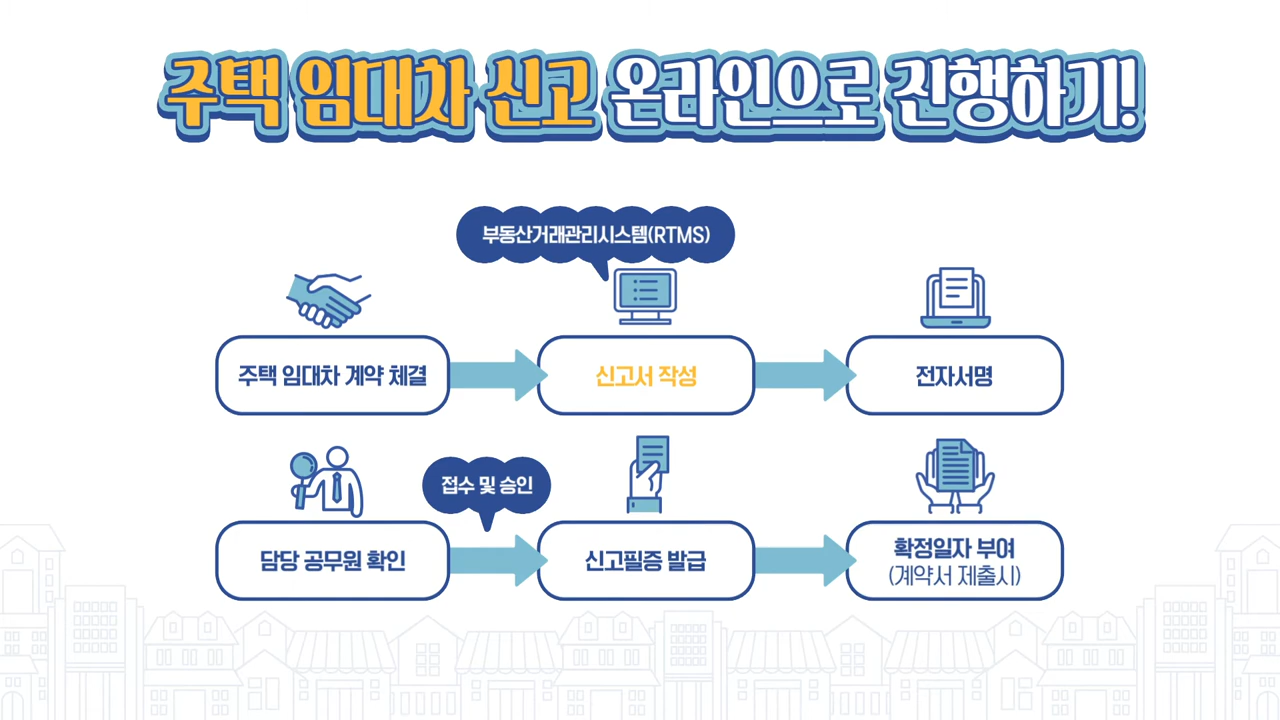 주택 임대차 신고 온라인으로 진행하기!
부동산거래관리시스템(RTMS)
주택 임대차 계약 체결
신고서 작성
전자서명
접수 및 승인
담당 공무원 확인
신고필증 발급
확정일자 부여
(계약서 제출시)